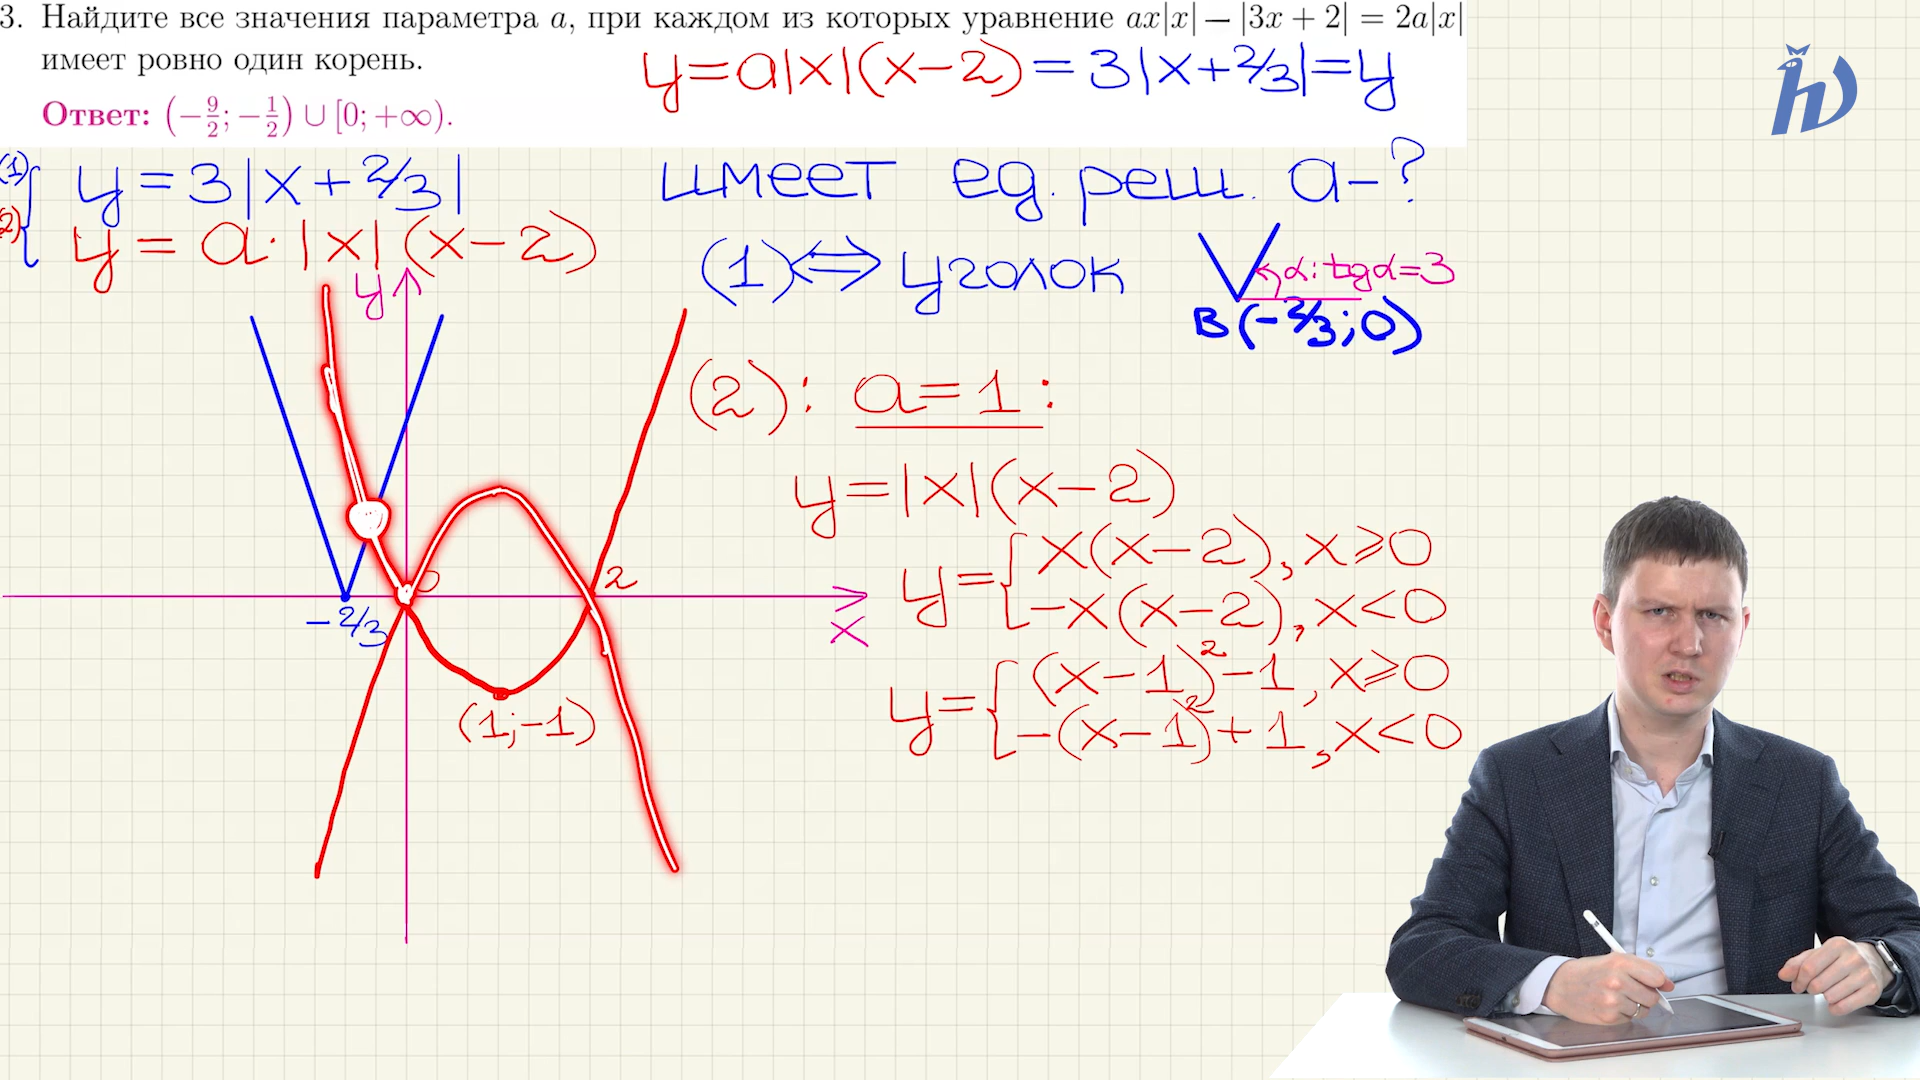 3. Найдите все значения параметра a, при каждом из которых уравнение ax|x| − |3x + 2| = 2a|x|
имеет ровно один корень.
y=a|x|(x−2)=3|x+2/3|=y
Ответ: (−9/2; −1/2) ∪ [0; +∞).
(1) { y = 3|x + 2/3|
имеет ед. реш. a−?
(2) y = a·|x|(x−2)
(1) ⇔ уголок
α: tgα=3
B(−2/3;0)
y
(2): a=1:
y=|x|(x−2)
y={ x(x−2), x⩾0
−x(x−2), x<0
0
2
−2/3
x
y={ (x−1)²−1, x⩾0
−(x−1)²+1, x<0
(1;−1)